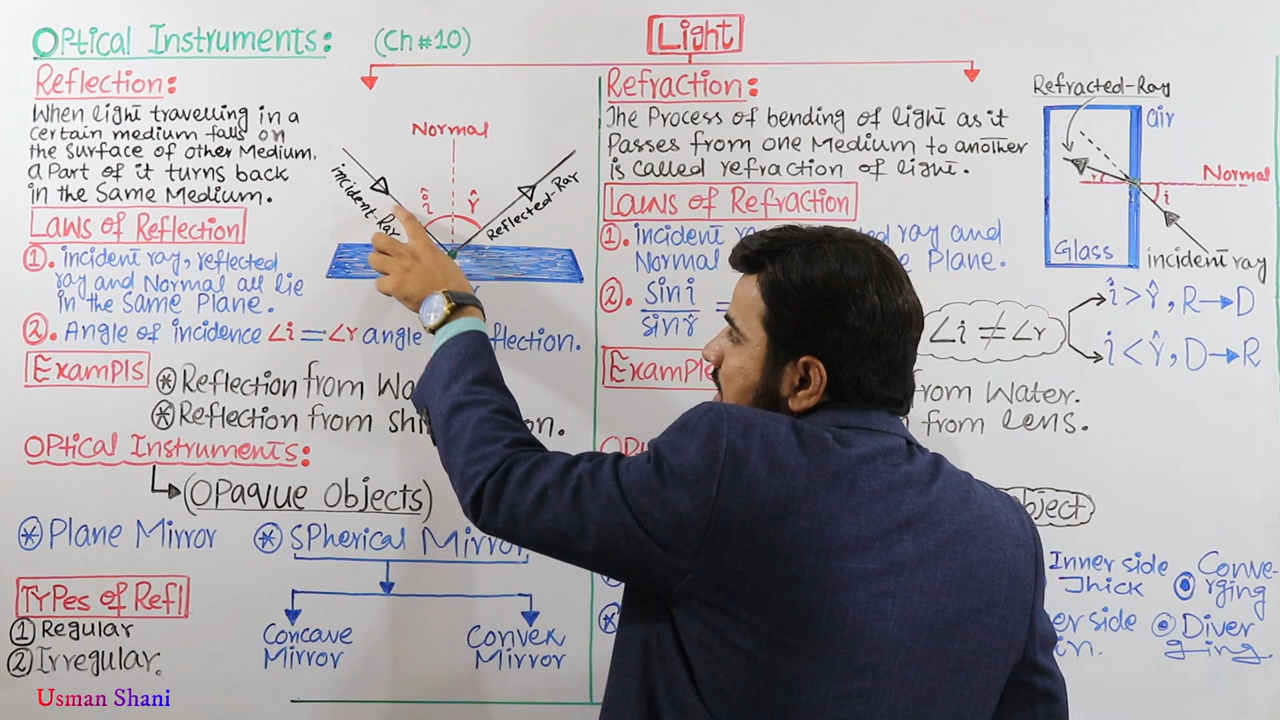 Optical Instruments: (Ch#10)
Light
Reflection:
When light travelling in a
certain medium falls on
the surface of other Medium,
a Part of it turns back
in the Same Medium.
Normal
incident-Ray
î
r̂
Reflected-Ray
Laws of Reflection
1. incident ray, reflected
ray and Normal all lie
in the Same Plane.
2. Angle of incidence ∠i = ∠r angle flection.
Exampls
Reflection from Wa
Reflection from Shi on.
Optical Instruments:
(Opaque Objects)
Plane Mirror
Spherical Mirror
Concave
Mirror
Convex
Mirror
Types of Refl
1 Regular
2 Irregular.
Usman Shani
Refraction:
The Process of bending of light as it
Passes from one Medium to another
is called refraction of light.
Refracted-Ray
air
Normal
r
i
Glass
incident ray
Laws of Refraction
1. incident ray and
Normal Plane.
2. sin i / sin r =
∠i ≠ ∠r
î > r̂, R→D
î < r̂, D→R
Example
from Water.
from lens.
object)
Inner side
Thick
Conve-
rging
er side
in.
Diver
ging